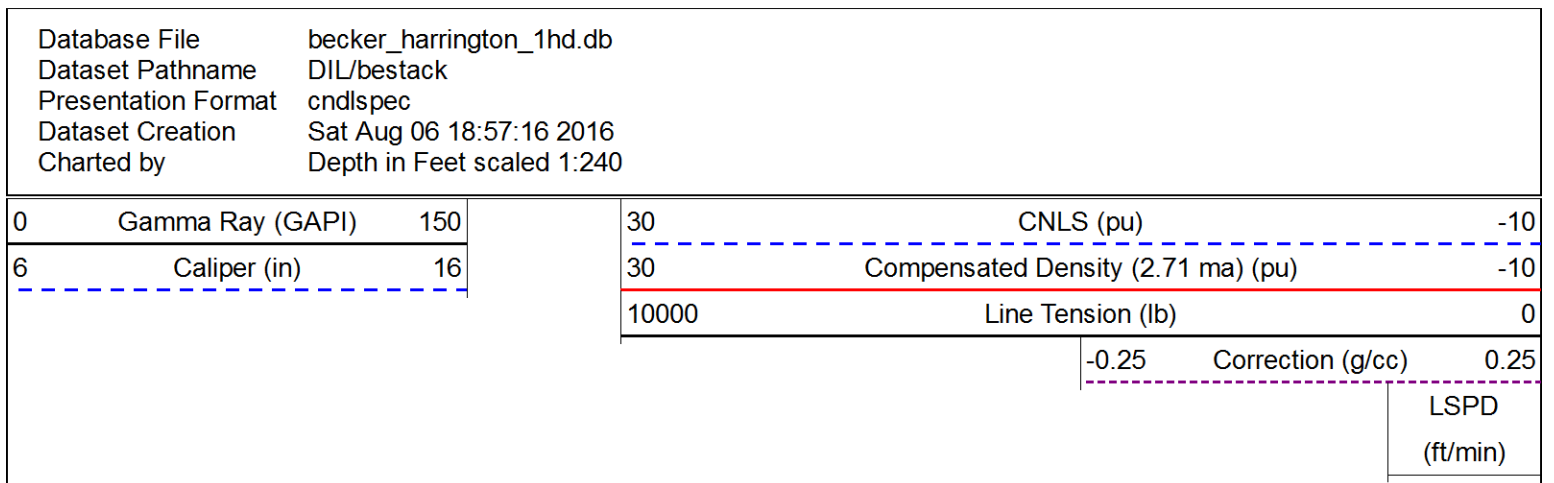 Database File becker_harrington_1hd.db
Dataset Pathname DIL/bestack
Presentation Format cndlspec
Dataset Creation Sat Aug 06 18:57:16 2016
Charted by Depth in Feet scaled 1:240
0 Gamma Ray (GAPI) 150 30 CNLS (pu) -10
6 Caliper (in) 16 30 Compensated Density (2.71 ma) (pu) -10
10000 Line Tension (lb) 0
-0.25 Correction (g/cc) 0.25
LSPD
(ft/min)